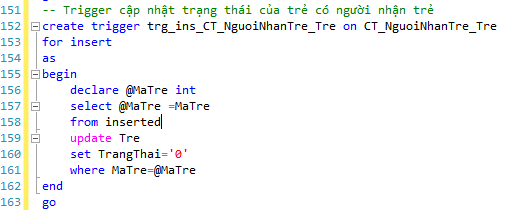 151 -- Trigger cập nhật trạng thái của trẻ có người nhận trẻ
152 create trigger trg_ins_CT_NguoiNhanTre_Tre on CT_NguoiNhanTre_Tre
153 for insert
154 as
155 begin
156 declare @MaTre int
157 select @MaTre =MaTre
158 from inserted
159 update Tre
160 set TrangThai='0'
161 where MaTre=@MaTre
162 end
163 go